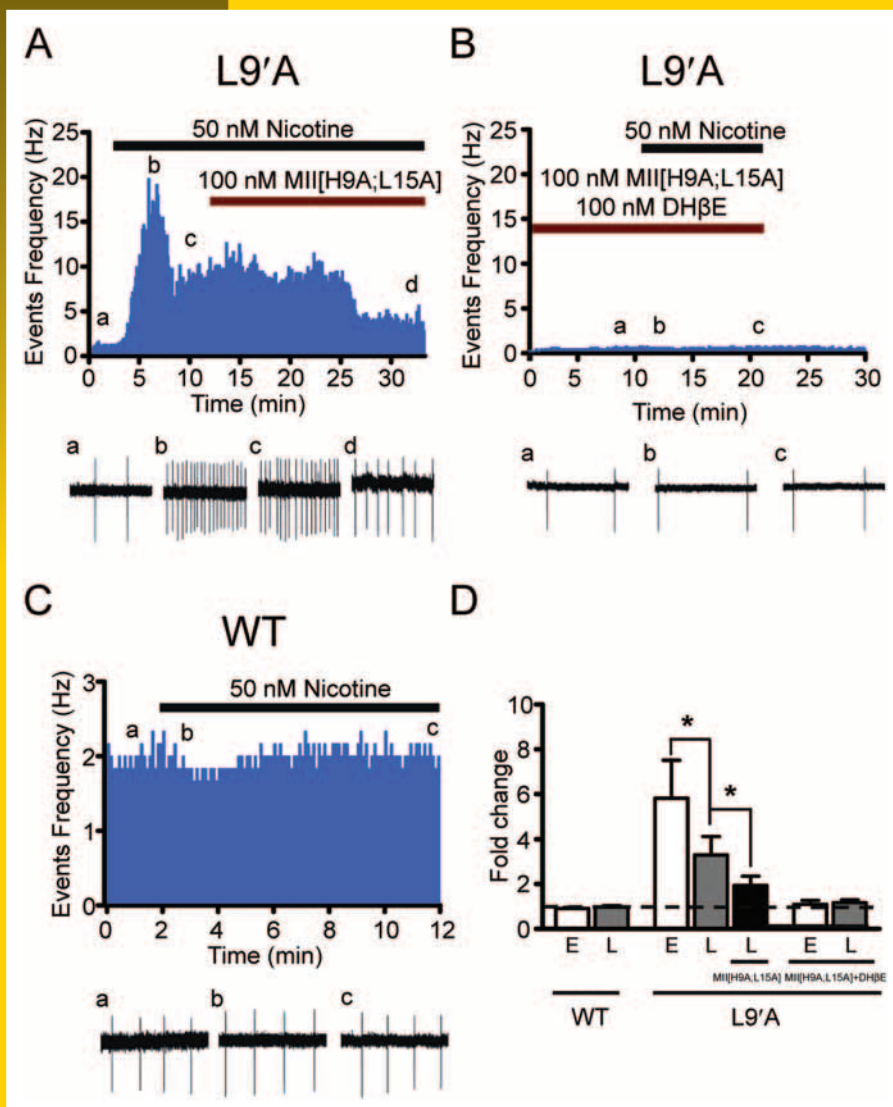 A
L9′A
Events Frequency (Hz)
25
20
15
10
5
0
50 nM Nicotine
100 nM MII[H9A;L15A]
a
b
c
d
0 5 10 15 20 25 30
Time (min)
a b c d
B
L9′A
Events Frequency (Hz)
25
20
15
10
5
0
50 nM Nicotine
100 nM MII[H9A;L15A]
100 nM DHβE
a b c
0 5 10 15 20 25 30
Time (min)
a b c
C
WT
Events Frequency (Hz)
3
2
1
0
50 nM Nicotine
a b c
0 2 4 6 8 10 12
Time (min)
a b c
D
Fold change
10
8
6
4
2
0
*
*
E L E L L E L
MII[H9A;L15A] MII[H9A;L15A]+DHβE
WT L9′A